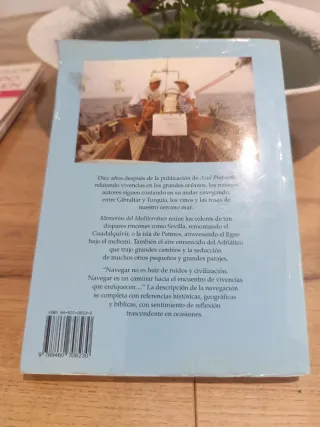 Diez años después de la publicación de Azul Profundo
relatando vivencias en los grandes océanos, los mismos
autores siguen contando en su andar navegando,
entre Gibraltar y Turquía, los vinos y las rosas de
nuestro cercano mar.
Memorias del Mediterráneo reúne los colores de tan
dispares rincones como Sevilla, remontando el
Guadalquivir, o la isla de Patmos, atravesando el Egeo
bajo el meltemi. También el aire enrarecido del Adriático
que trajo grandes cambios y la seducción
de muchos otros pequeños y grandes parajes.
"Navegar no es huir de ruidos y civilización.
Navegar es un caminar hacia el encuentro de vivencias
que enriquecen…" La descripción de la navegación
se completa con referencias históricas, geográficas
y bíblicas, con sentimiento de reflexión
trascendente en ocasiones.